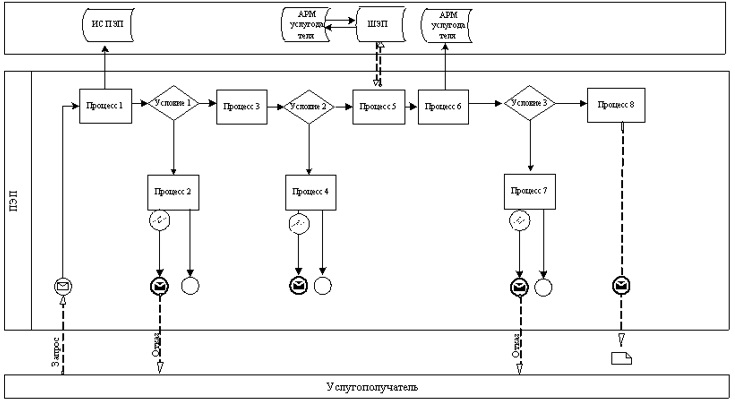 ИС ПЭП
АРМ
услугода
теля
ШЭП
АРМ
услугода
теля
Процесс 1
Условие 1
Процесс 3
Условие 2
Процесс 5
Процесс 6
Условие 3
Процесс 8
Процесс 2
Процесс 4
Процесс 7
ПЭП
Запрос
Отказ
Отказ
Услугополучатель